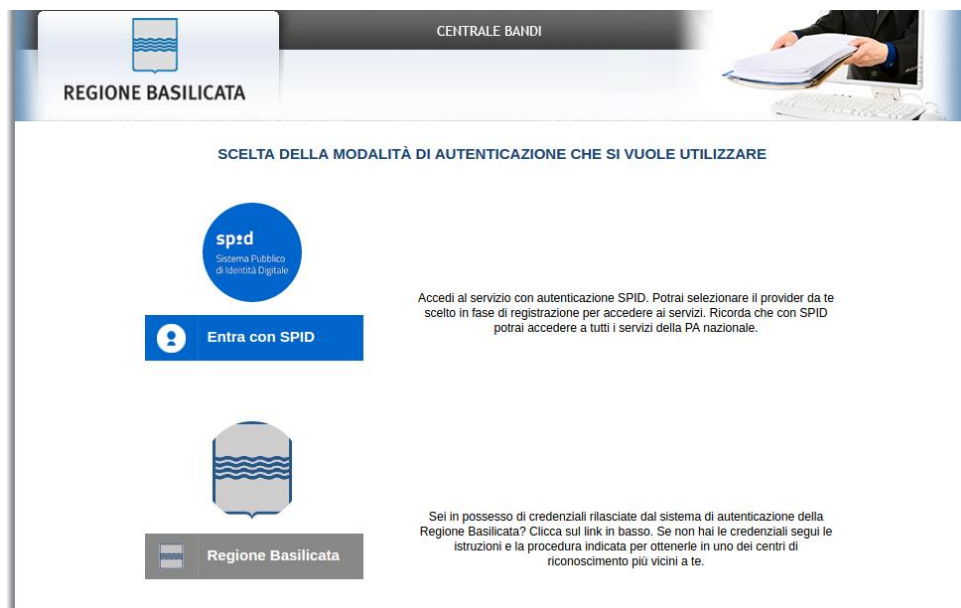 CENTRALE BANDI
REGIONE BASILICATA
SCELTA DELLA MODALITÀ DI AUTENTICAZIONE CHE SI VUOLE UTILIZZARE
spid
Sistema Pubblico
di Identità Digitale
Entra con SPID
Accedi al servizio con autenticazione SPID. Potrai selezionare il provider da te
scelto in fase di registrazione per accedere ai servizi. Ricorda che con SPID
potrai accedere a tutti i servizi della PA nazionale.
Regione Basilicata
Sei in possesso di credenziali rilasciate dal sistema di autenticazione della
Regione Basilicata? Clicca sul link in basso. Se non hai le credenziali segui le
istruzioni e la procedura indicata per ottenerle in uno dei centri di
riconoscimento più vicini a te.